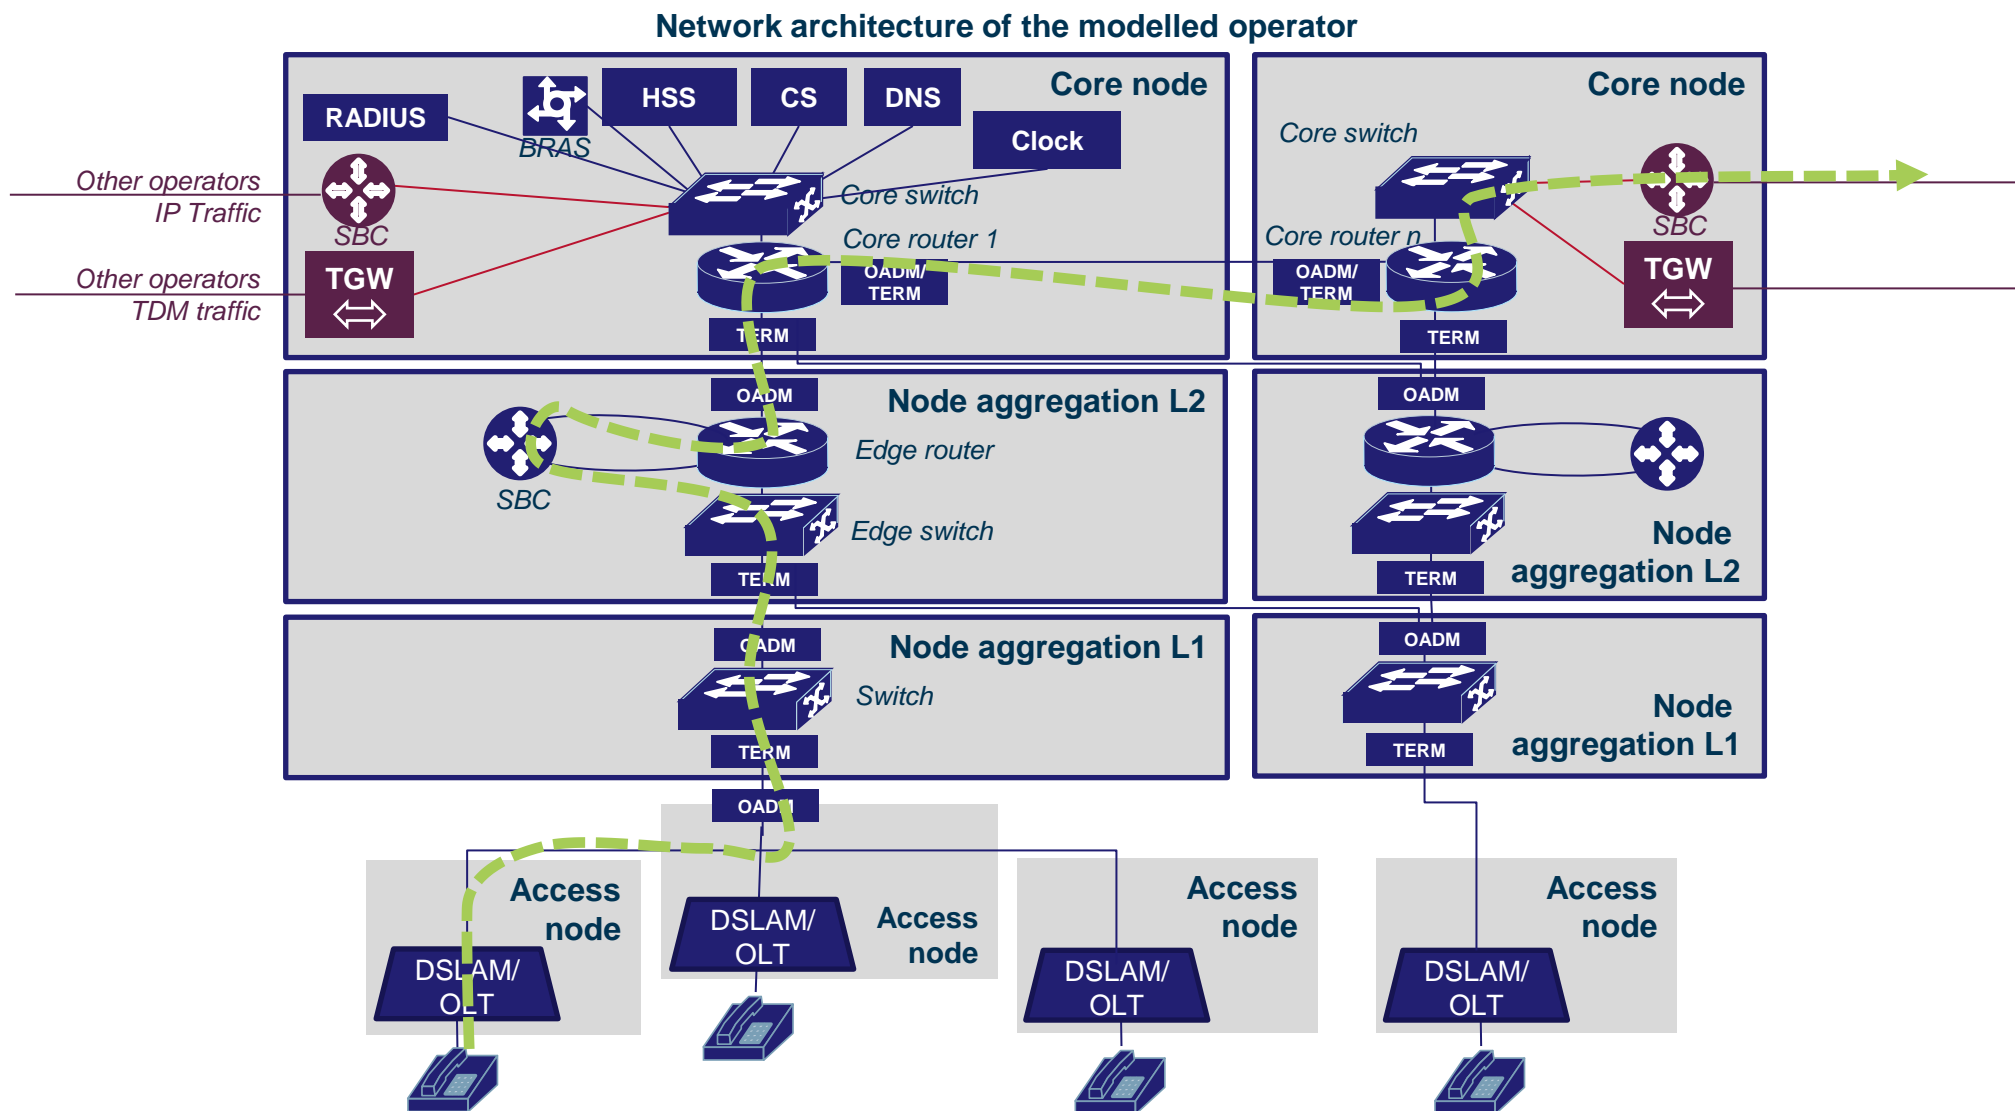 Network architecture of the modelled operator
Core node
RADIUS
BRAS
HSS
CS
DNS
Clock
Other operators
IP Traffic
SBC
Core switch
Core router 1
Other operators
TDM traffic
TGW
OADM/
TERM
TERM
Core node
Core switch
SBC
Core router n
OADM/
TERM
TGW
TERM
Node aggregation L2
OADM
Edge router
SBC
Edge switch
TERM
OADM
Node
aggregation L2
TERM
Node aggregation L1
OADM
Switch
TERM
OADM
Node
aggregation L1
TERM
OADM
Access
node
DSLAM/
OLT
Access
node
DSLAM/
OLT
Access
node
DSLAM/
OLT
Access
node
DSLAM/
OLT